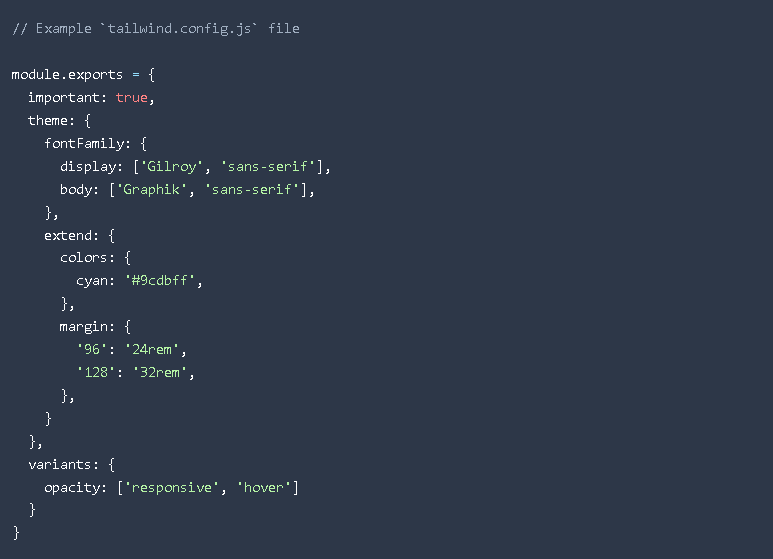 // Example `tailwind.config.js` file

module.exports = {
  important: true,
  theme: {
    fontFamily: {
      display: ['Gilroy', 'sans-serif'],
      body: ['Graphik', 'sans-serif'],
    },
    extend: {
      colors: {
        cyan: '#9cdbff',
      },
      margin: {
        '96': '24rem',
        '128': '32rem',
      },
    }
  },
  variants: {
    opacity: ['responsive', 'hover']
  }
}